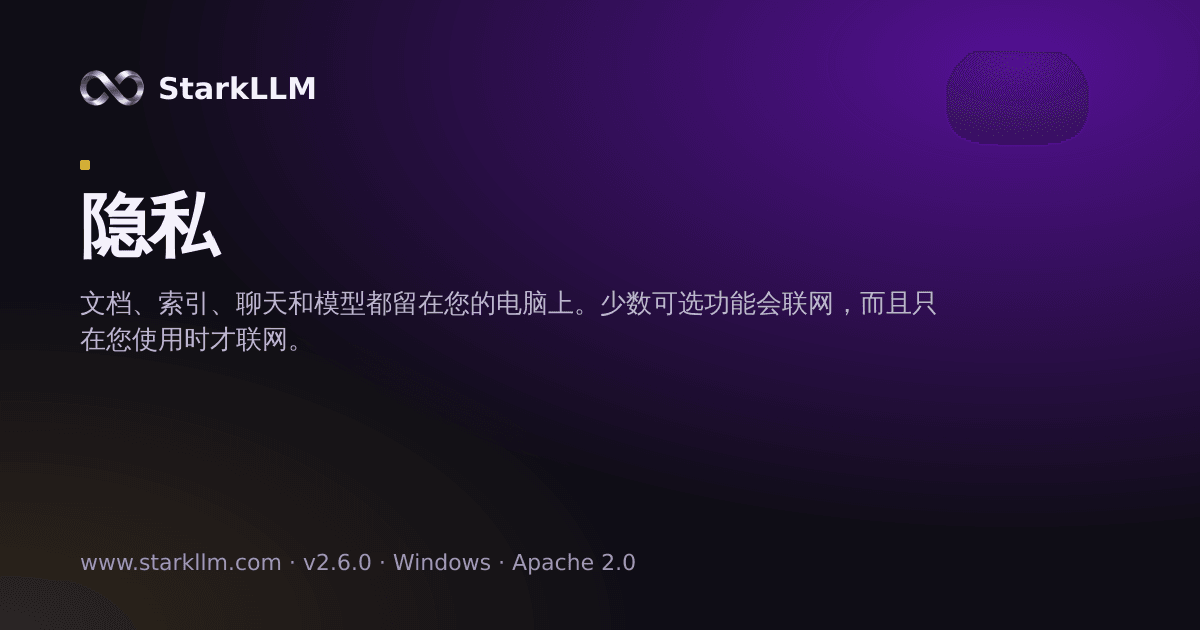 StarkLLM
隐私
文档、索引、聊天和模型都留在您的电脑上。少数可选功能会联网，而且只
在您使用时才联网。
www.starkllm.com · v2.6.0 · Windows · Apache 2.0